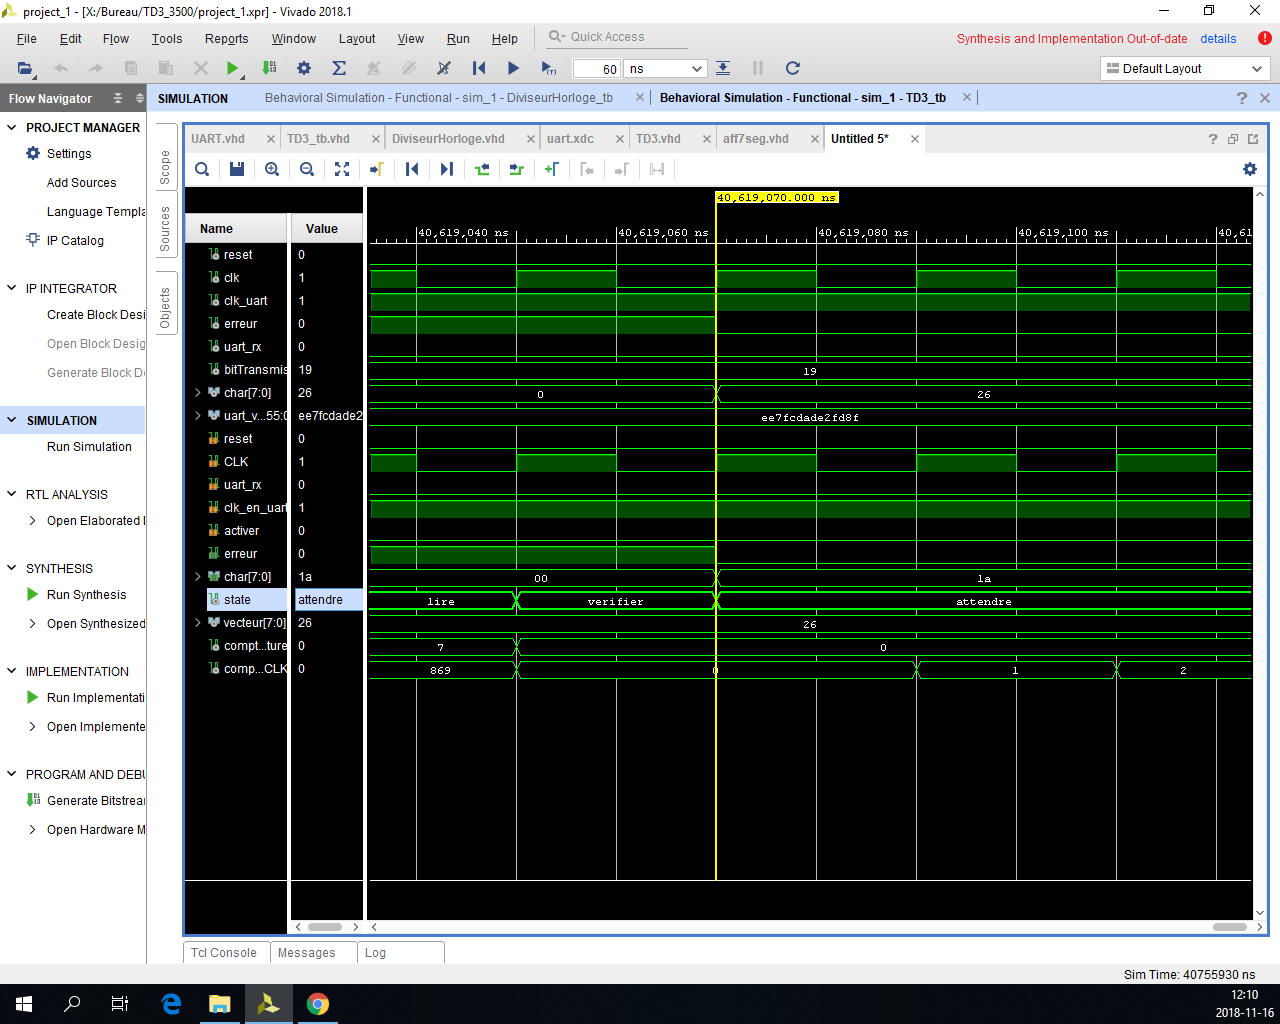 project_1 - [X:/Bureau/TD3_3500/project_1.xpr] - Vivado 2018.1
File Edit Flow Tools Reports Window Layout View Run Help Quick Access Synthesis and Implementation Out-of-date details
60 ns Default Layout
Flow Navigator
SIMULATION Behavioral Simulation - Functional - sim_1 - DiviseurHorloge_tb Behavioral Simulation - Functional - sim_1 - TD3_tb
PROJECT MANAGER
Settings
Add Sources
Language Templa
IP Catalog
IP INTEGRATOR
Create Block Desi
Open Block Desig
Generate Block De
SIMULATION
Run Simulation
RTL ANALYSIS
Open Elaborated I
SYNTHESIS
Run Synthesis
Open Synthesized
IMPLEMENTATION
Run Implementati
Open Implemente
PROGRAM AND DEBU
Generate Bitstrear
Open Hardware M
Scope
Sources
Objects
UART.vhd TD3_tb.vhd DiviseurHorloge.vhd uart.xdc TD3.vhd aff7seg.vhd Untitled 5*
40,619,070.000 ns
Name Value 40,619,040 ns 40,619,060 ns 40,619,080 ns 40,619,100 ns 40,61
reset 0
clk 1
clk_uart 1
erreur 0
uart_rx 0
bitTransmis 19 19
char[7:0] 26 0 26
uart_v...55:0 ee7fcdade2 ee7fcdade2fd8f
reset 0
CLK 1
uart_rx 0
clk_en_uart 1
activer 0
erreur 0
char[7:0] 1a 00 1a
state attendre lire verifier attendre
vecteur[7:0] 26 26
compt...ture 0 7 0
comp...CLK 0 869 0 1 2
Tcl Console Messages Log
Sim Time: 40755930 ns
12:10
2018-11-16